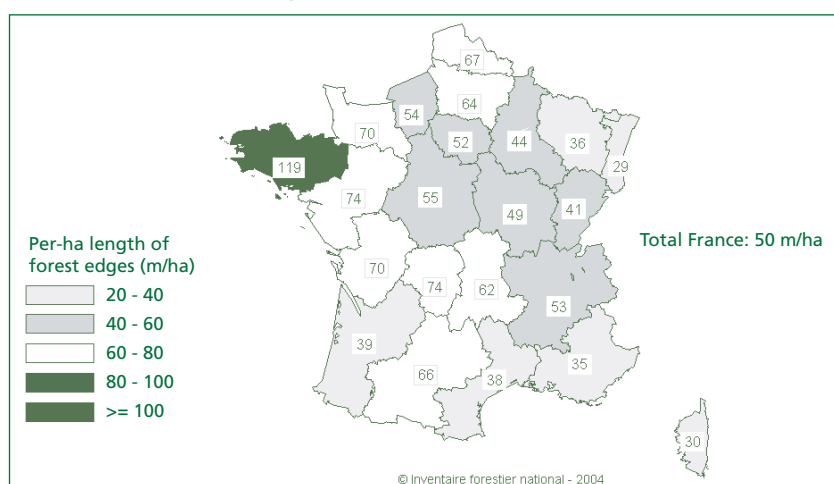 67
64
54
70
52
44
36
29
119
74
55
49
41
Total France: 50 m/ha
Per-ha length of
forest edges (m/ha)
20 - 40
40 - 60
60 - 80
80 - 100
>= 100
70
74
62
53
39
66
38
35
30
© Inventaire forestier national - 2004